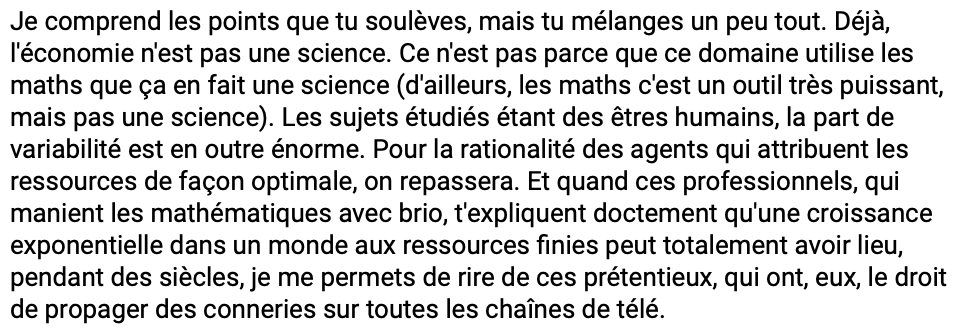 Je comprend les points que tu soulèves, mais tu mélanges un peu tout. Déjà,
l'économie n'est pas une science. Ce n'est pas parce que ce domaine utilise les
maths que ça en fait une science (d'ailleurs, les maths c'est un outil très puissant,
mais pas une science). Les sujets étudiés étant des êtres humains, la part de
variabilité est en outre énorme. Pour la rationalité des agents qui attribuent les
ressources de façon optimale, on repassera. Et quand ces professionnels, qui
manient les mathématiques avec brio, t'expliquent doctement qu'une croissance
exponentielle dans un monde aux ressources finies peut totalement avoir lieu,
pendant des siècles, je me permets de rire de ces prétentieux, qui ont, eux, le droit
de propager des conneries sur toutes les chaînes de télé.